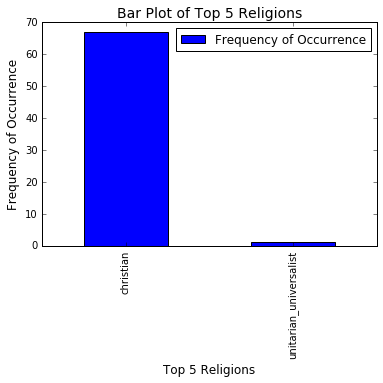 Bar Plot of Top 5 Religions
Frequency of Occurrence
70
60
50
40
30
20
10
0
Frequency of Occurrence
christian
unitarian_universalist
Top 5 Religions